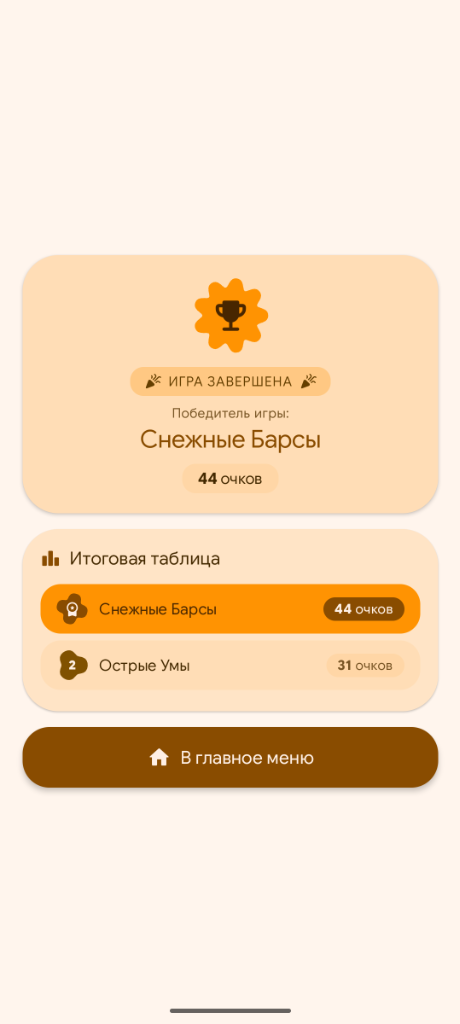 ИГРА ЗАВЕРШЕНА
Победитель игры:
Снежные Барсы
44 очков
Итоговая таблица
Снежные Барсы 44 очков
2 Острые Умы 31 очков
В главное меню